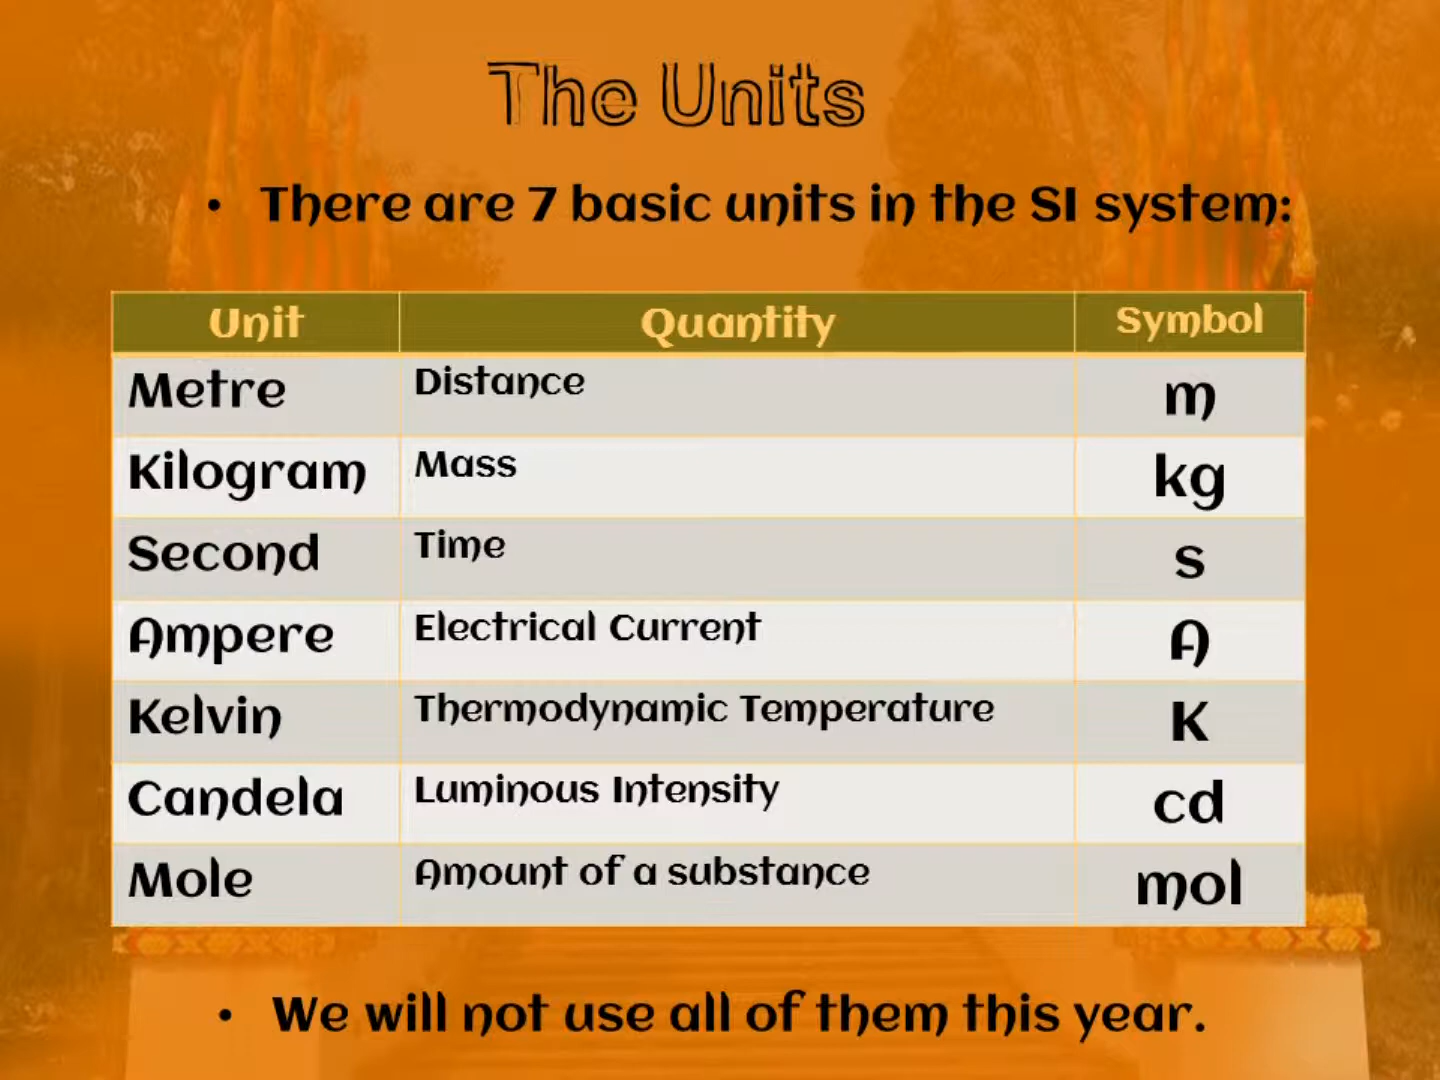 The Units
• There are 7 basic units in the SI system:
Unit Quantity Symbol
Metre Distance m
Kilogram Mass kg
Second Time s
Ampere Electrical Current A
Kelvin Thermodynamic Temperature K
Candela Luminous Intensity cd
Mole Amount of a substance mol
• We will not use all of them this year.